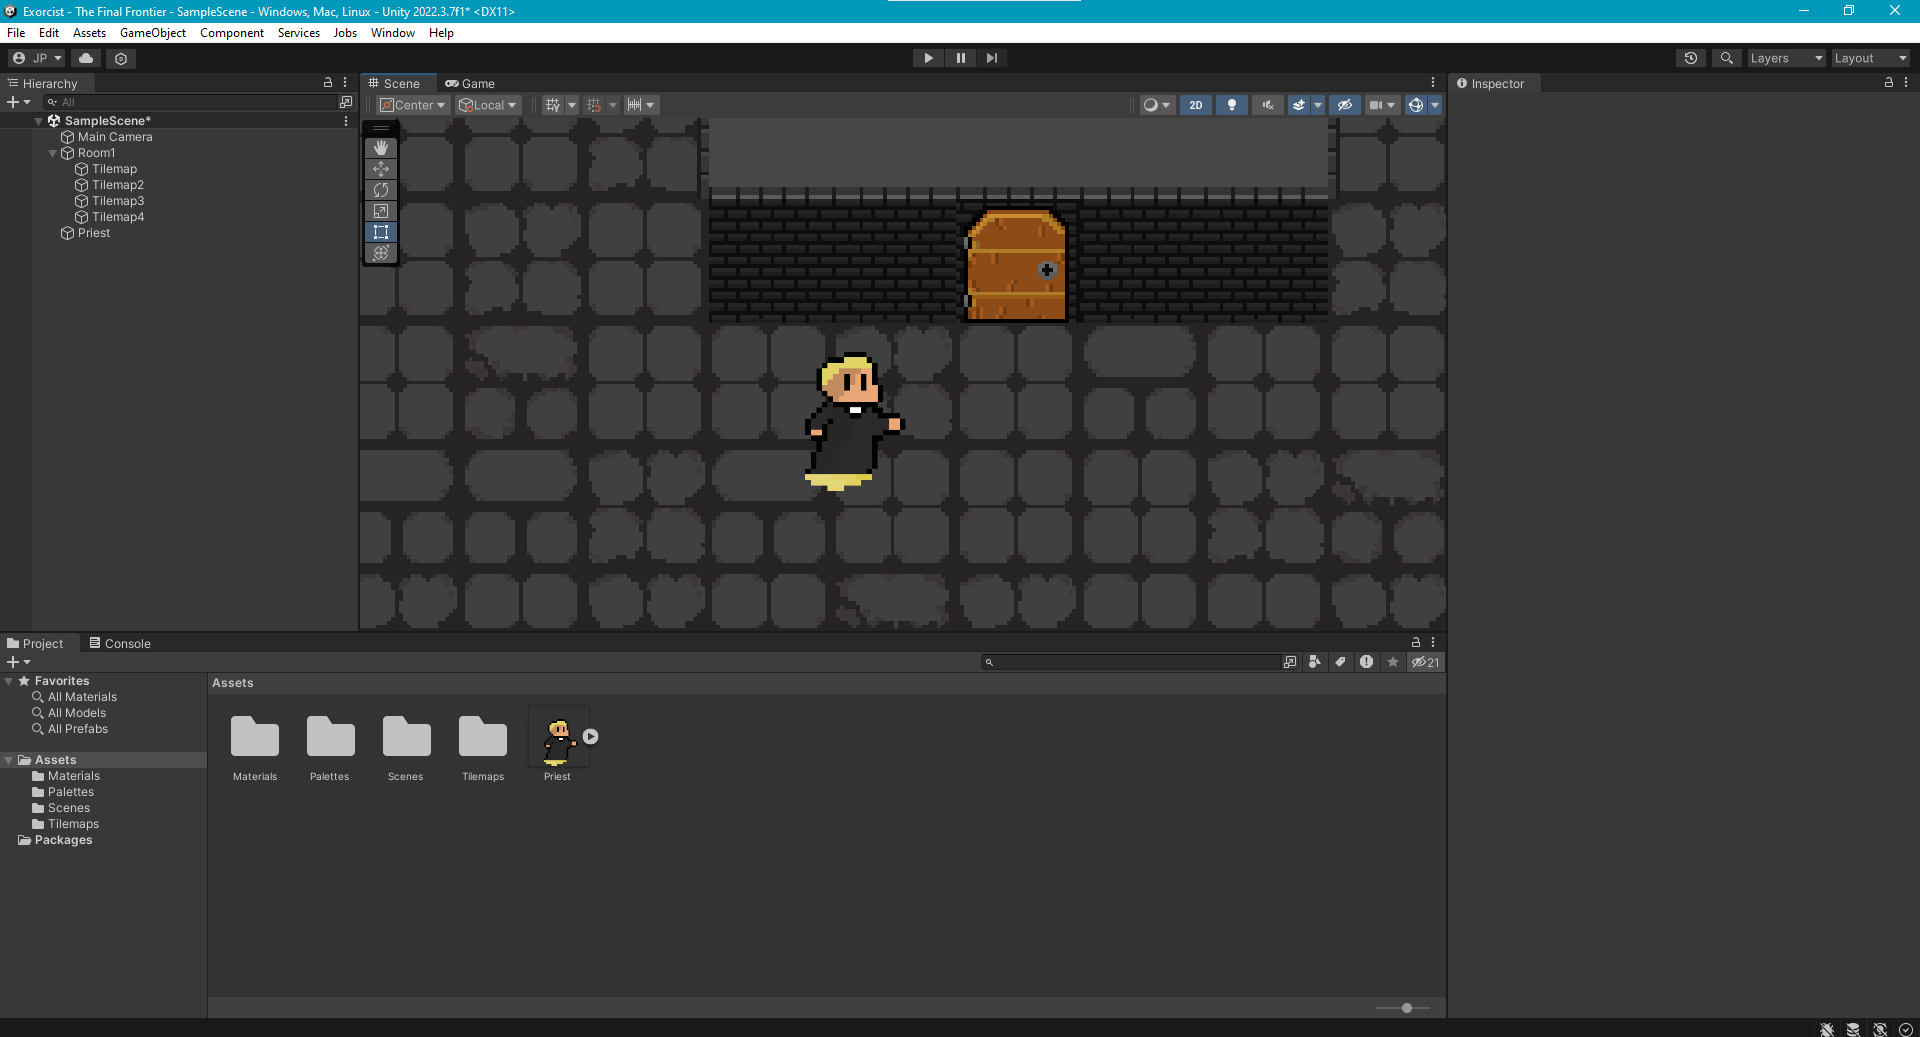 Exorcist - The Final Frontier - SampleScene - Windows, Mac, Linux - Unity 2022.3.7f1* <DX11>
File Edit Assets GameObject Component Services Jobs Window Help
JP Layers Layout
Hierarchy
All
SampleScene*
Main Camera
Room1
Tilemap
Tilemap2
Tilemap3
Tilemap4
Priest
Scene Game
Center Local 2D
Inspector
Project Console
21
Favorites
All Materials
All Models
All Prefabs
Assets
Materials
Palettes
Scenes
Tilemaps
Packages
Assets
Materials Palettes Scenes Tilemaps Priest